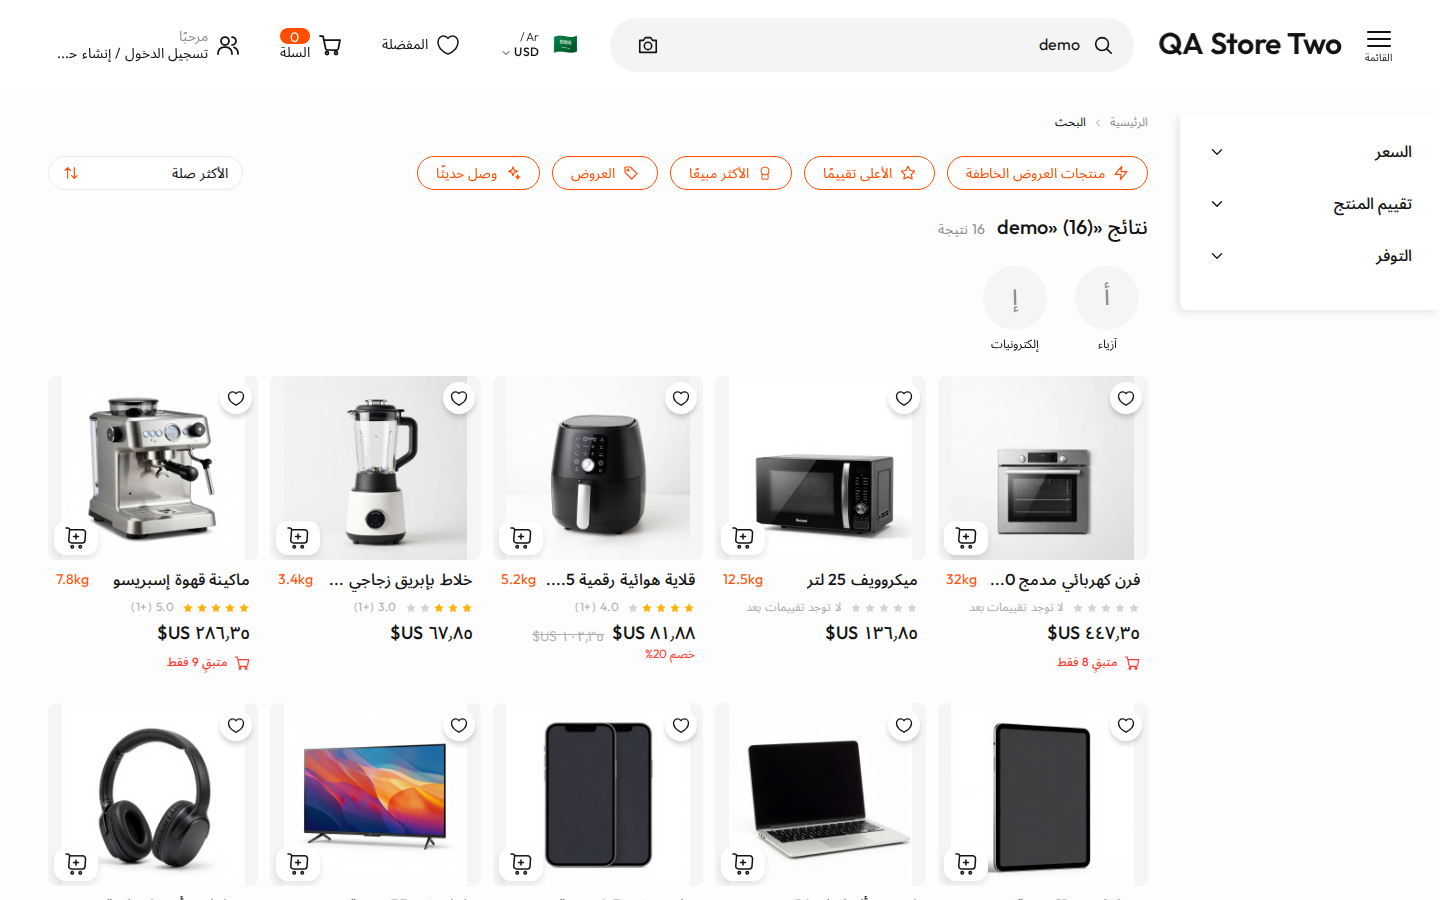 القائمة
QA Store Two
demo
Ar /
USD
المفضلة
0
السلة
مرحبًا
تسجيل الدخول / إنشاء حـ...
الرئيسية
البحث
السعر
تقييم المنتج
التوفر
منتجات العروض الخاطفة
الأعلى تقييمًا
الأكثر مبيعًا
العروض
وصل حديثًا
الأكثر صلة
نتائج «demo» (16)
16 نتيجة
أ
إ
أزياء
إلكترونيات
فرن كهربائي مدمج 0...
32kg
ميكروويف 25 لتر
12.5kg
قلاية هوائية رقمية 5....
5.2kg
خلاط بإبريق زجاجي ...
3.4kg
ماكينة قهوة إسبريسو
7.8kg
لا توجد تقييمات بعد
لا توجد تقييمات بعد
4.0 (1+)
3.0 (1+)
5.0 (1+)
٤٤٧٫٣٥ US$
١٣٦٫٨٥ US$
٨١٫٨٨ US$
١٠٢٫٣٥ US$
٦٧٫٨٥ US$
٢٨٦٫٣٥ US$
خصم 20%
متبقٍ 8 فقط
متبقٍ 9 فقط